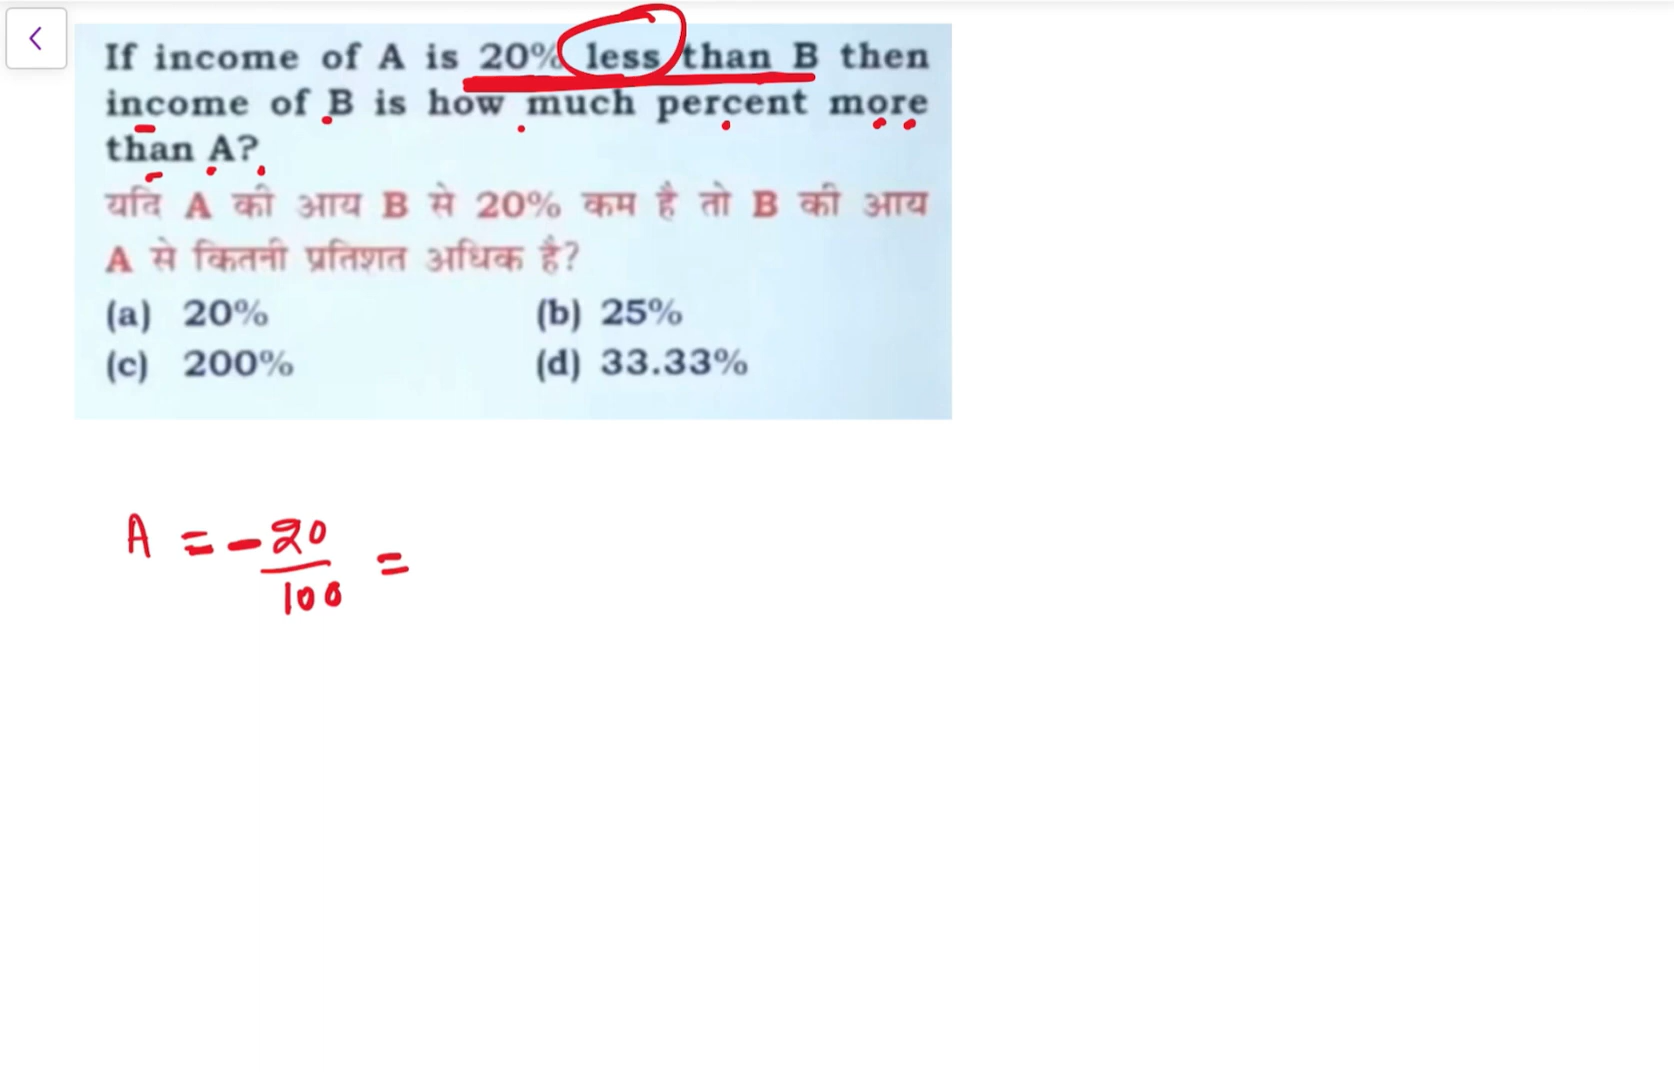 If income of A is 20% less than B then
income of B is how much percent more
than A?
यदि A की आय B से 20% कम है तो B की आय
A से कितनी प्रतिशत अधिक है?
(a) 20% (b) 25%
(c) 200% (d) 33.33%
A = - 20/100 =